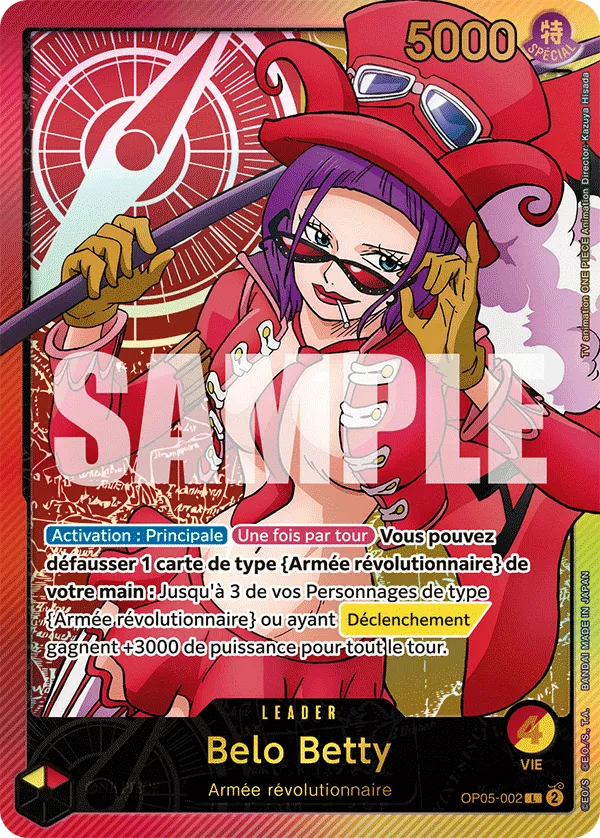 5000
特
SPÉCIAL
TV animation ONE PIECE Animation Director: Kazuya Hisada
SAMPLE
Activation : Principale Une fois par tour Vous pouvez
défausser 1 carte de type {Armée révolutionnaire} de
votre main : Jusqu'à 3 de vos Personnages de type
{Armée révolutionnaire} ou ayant Déclenchement
gagnent +3000 de puissance pour tout le tour.
©E.O./S., T.A. BANDAI MADE IN JAPAN
LEADER
4
Belo Betty
VIE
Armée révolutionnaire
OP05-002 L 2